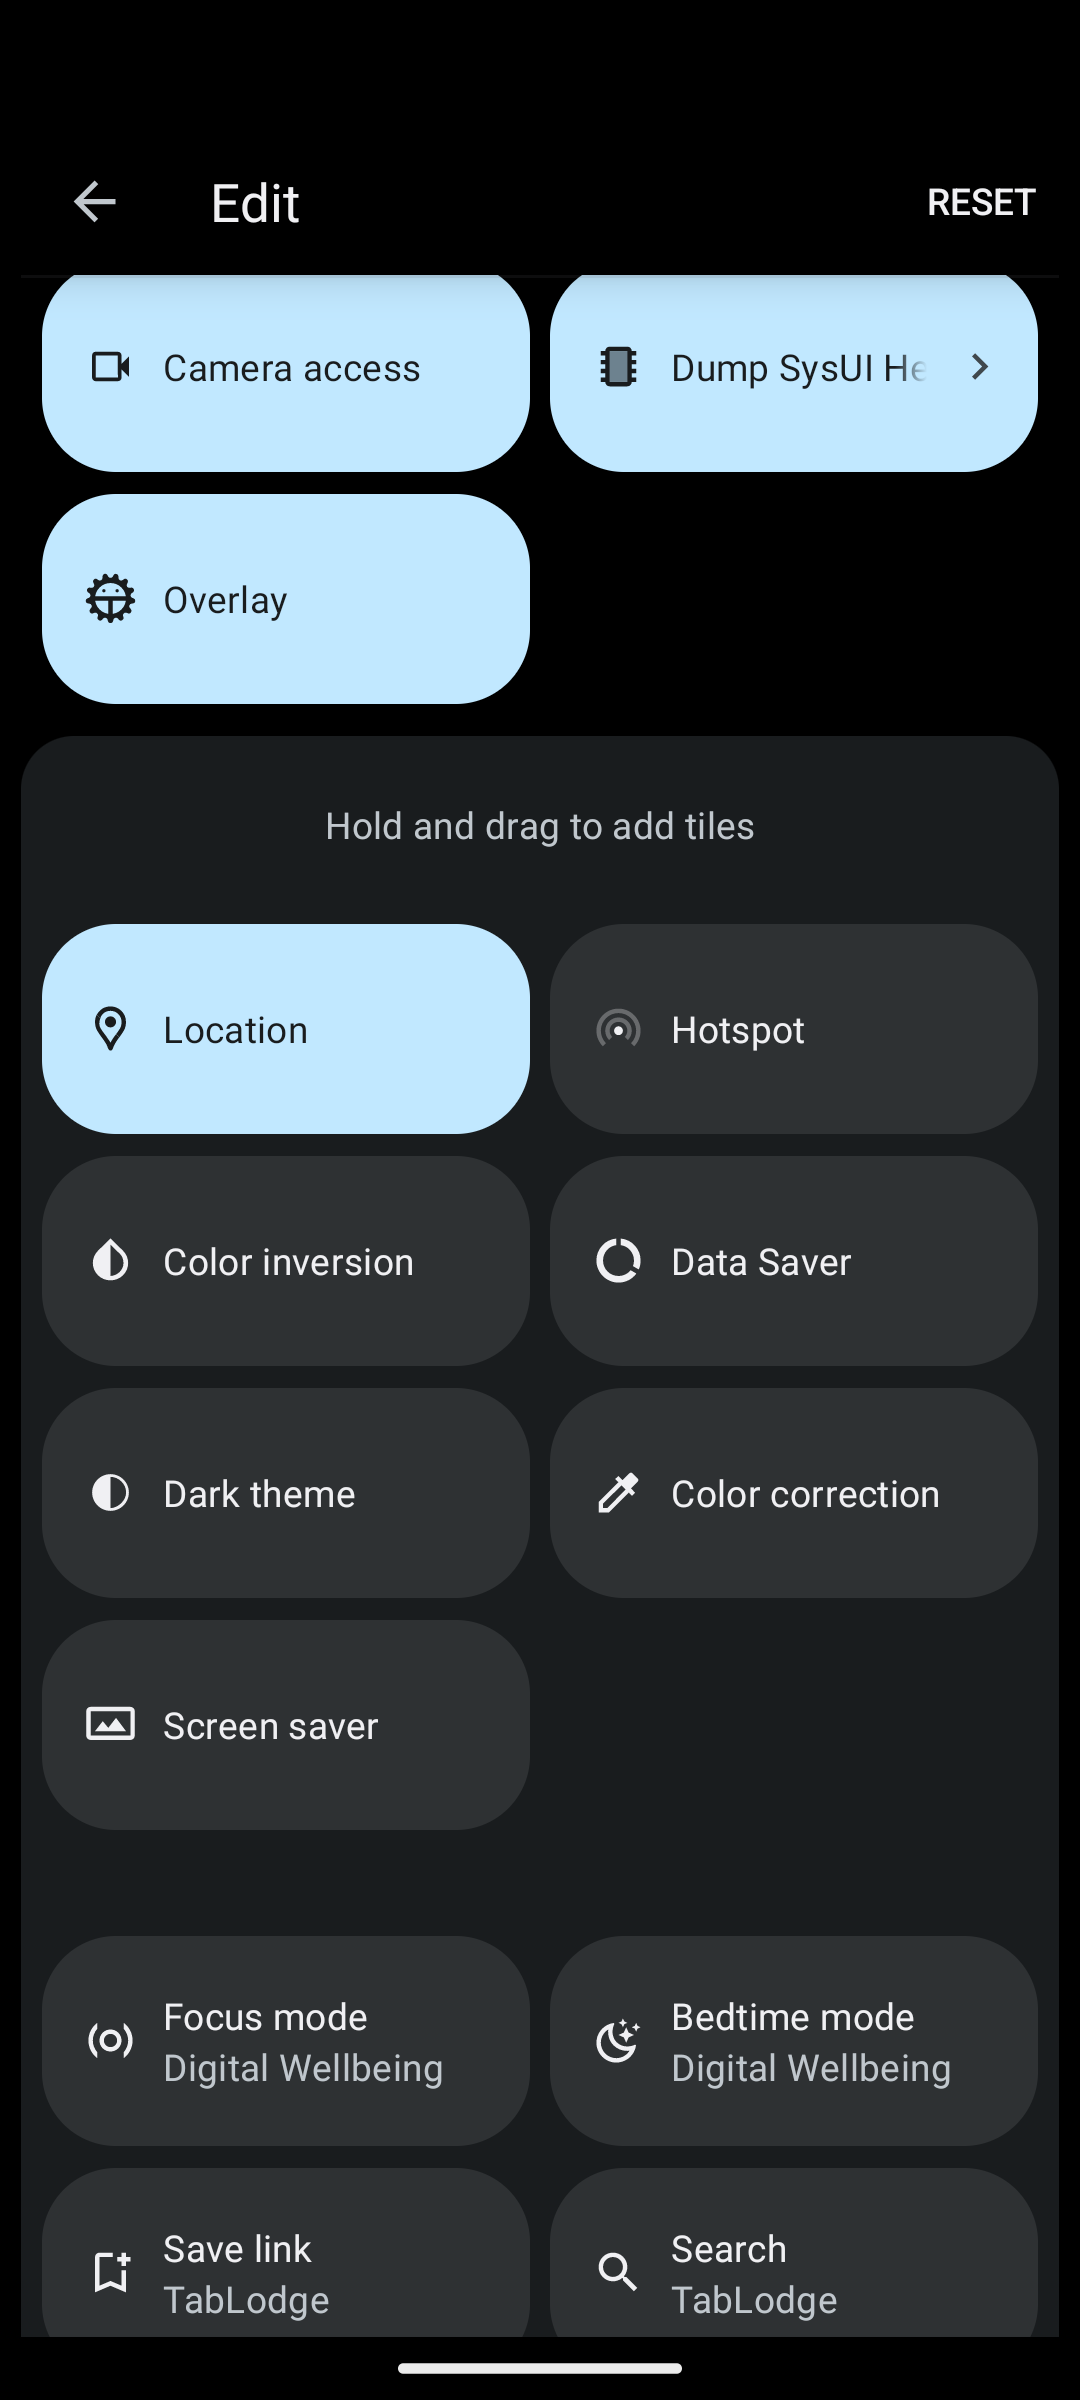 Edit
RESET
Camera access
Dump SysUI He
Overlay
Hold and drag to add tiles
Location
Hotspot
Color inversion
Data Saver
Dark theme
Color correction
Screen saver
Focus mode
Digital Wellbeing
Bedtime mode
Digital Wellbeing
Save link
TabLodge
Search
TabLodge